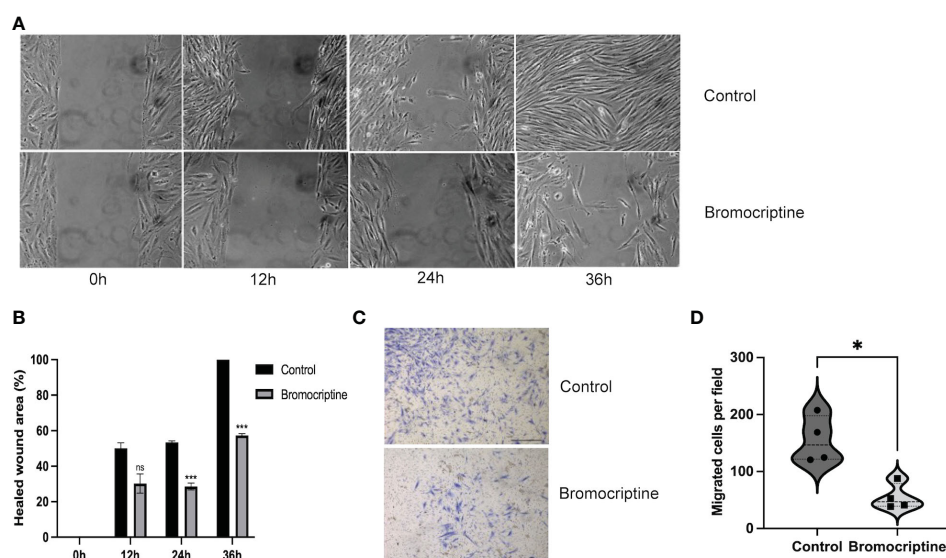 A
Control
Bromocriptine
0h 12h 24h 36h
B
Healed wound area (%)
100
80
60
40
20
0
Control
Bromocriptine
ns
***
***
0h 12h 24h 36h
C
Control
Bromocriptine
D
Migrated cells per field
300
200
100
0
*
Control Bromocriptine